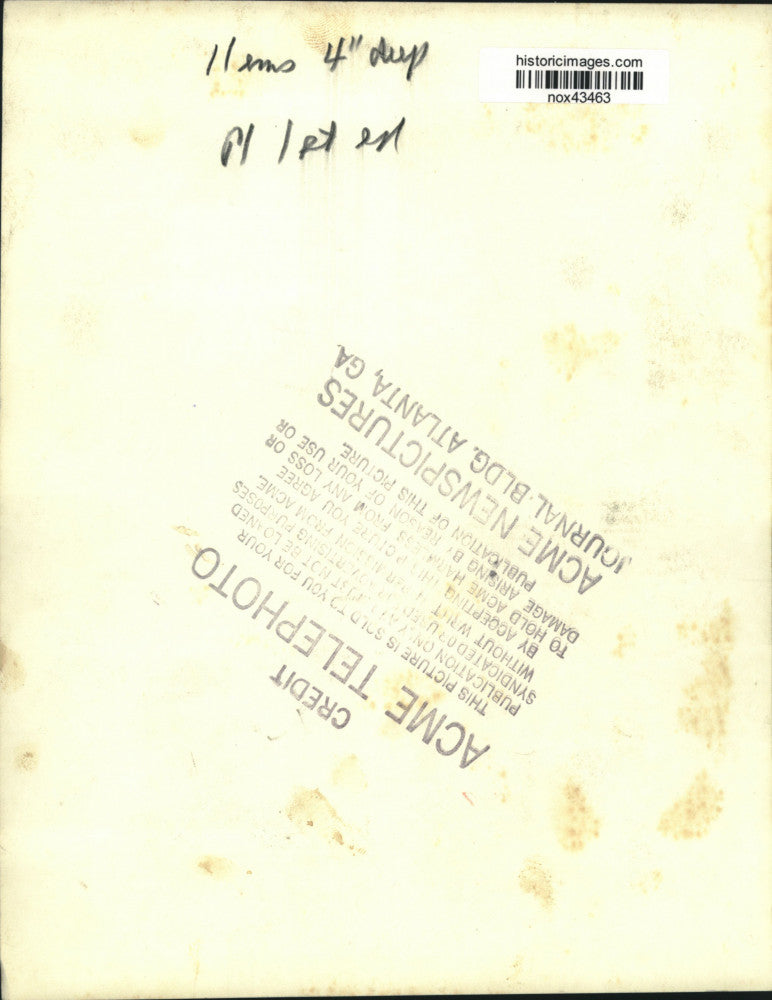 11 ems 4" deep
historicimages.com
nox43463
P1 1st ed
CREDIT
ACME TELEPHOTO
THIS PICTURE IS SOLD TO YOU FOR YOUR
PUBLICATION ONLY AND MUST NOT BE LOANED
SYNDICATED OR USED FOR ADVERTISING PURPOSES
WITHOUT WRITTEN PERMISSION FROM ACME.
BY ACCEPTING THIS PICTURE YOU AGREE
TO HOLD ACME HARMLESS FROM ANY LOSS OR
DAMAGE ARISING BY REASON OF YOUR USE OR
PUBLICATION OF THIS PICTURE.
ACME NEWSPICTURES
JOURNAL BLDG. ATLANTA, GA.